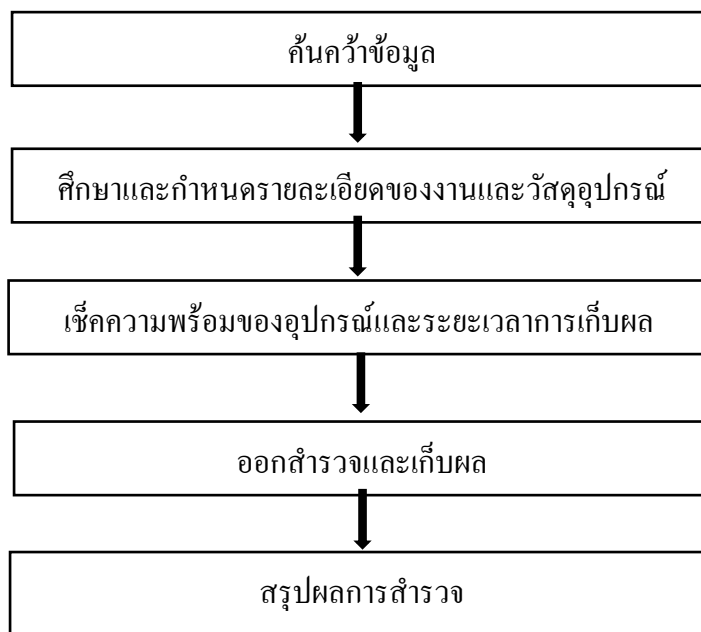 ค้นคว้าข้อมูล
ศึกษาและกำหนดรายละเอียดของงานและวัสดุอุปกรณ์
เช็คความพร้อมของอุปกรณ์และระยะเวลาการเก็บผล
ออกสำรวจและเก็บผล
สรุปผลการสำรวจ